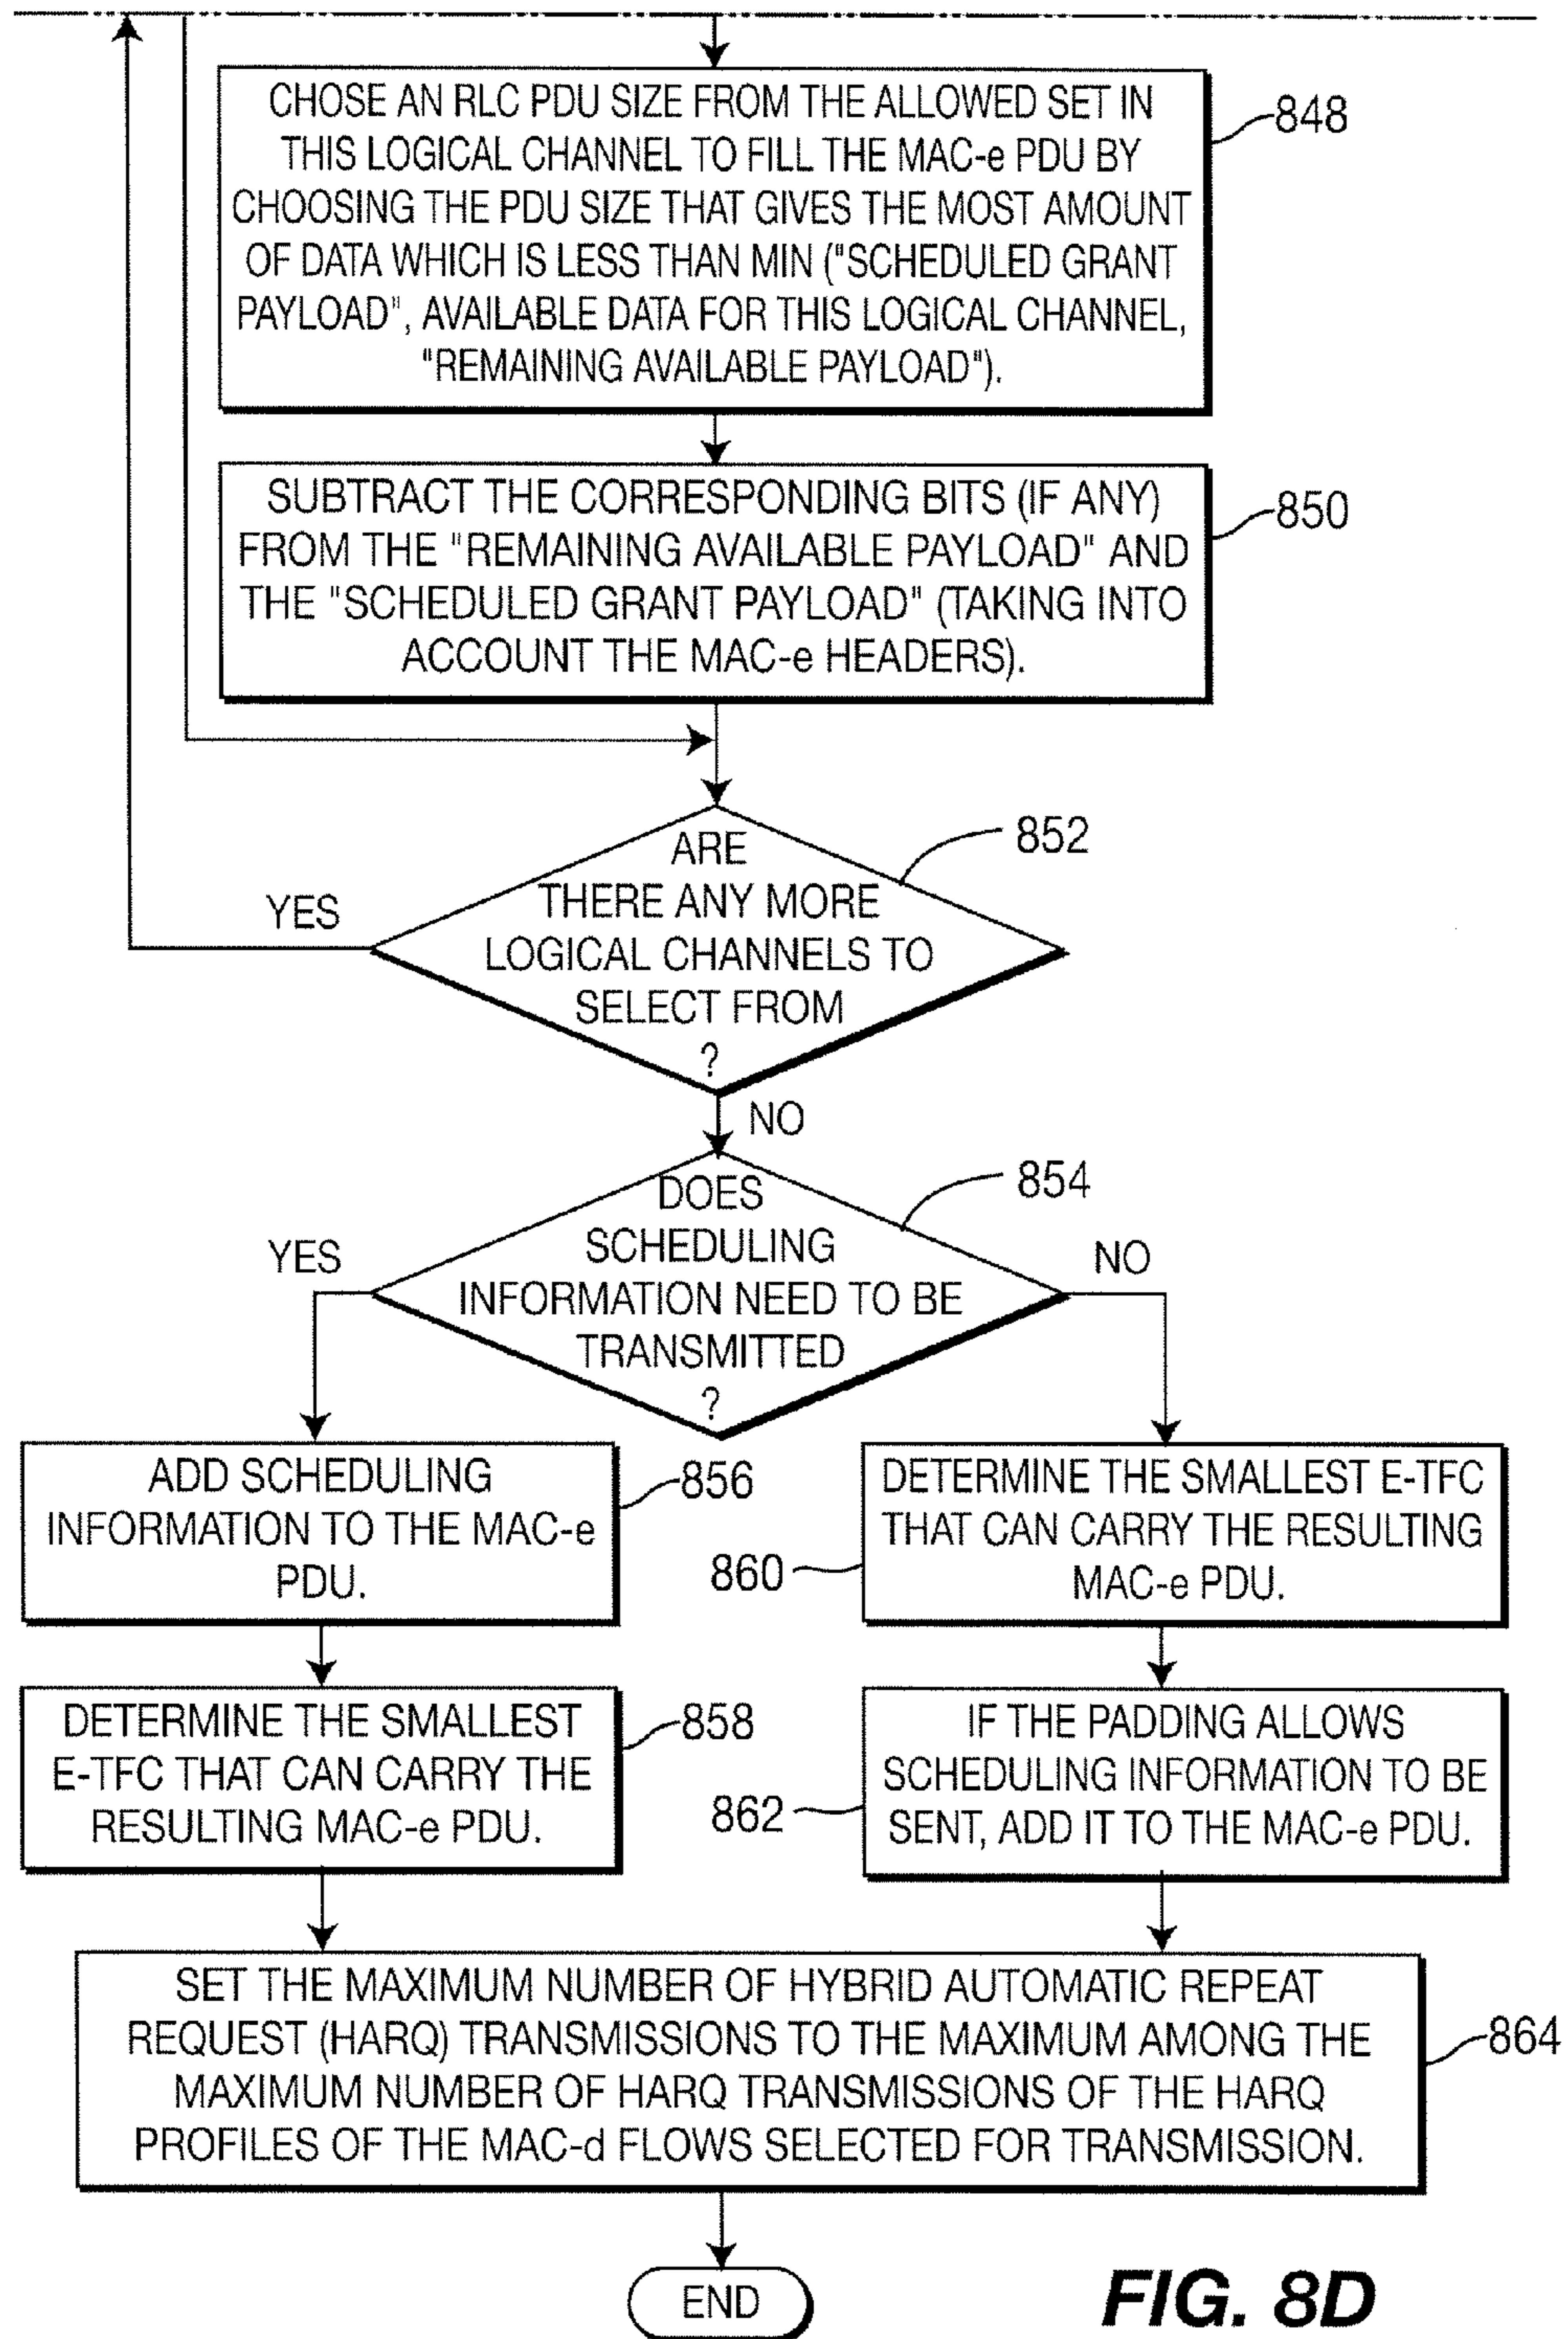 CHOSE AN RLC PDU SIZE FROM THE ALLOWED SET IN
THIS LOGICAL CHANNEL TO FILL THE MAC-e PDU BY
CHOOSING THE PDU SIZE THAT GIVES THE MOST AMOUNT
OF DATA WHICH IS LESS THAN MIN ("SCHEDULED GRANT
PAYLOAD", AVAILABLE DATA FOR THIS LOGICAL CHANNEL,
"REMAINING AVAILABLE PAYLOAD").
848
SUBTRACT THE CORRESPONDING BITS (IF ANY)
FROM THE "REMAINING AVAILABLE PAYLOAD" AND
THE "SCHEDULED GRANT PAYLOAD" (TAKING INTO
ACCOUNT THE MAC-e HEADERS).
850
ARE
THERE ANY MORE
LOGICAL CHANNELS TO
SELECT FROM
?
852
YES
NO
DOES
SCHEDULING
INFORMATION NEED TO BE
TRANSMITTED
?
854
YES
NO
ADD SCHEDULING
INFORMATION TO THE MAC-e
PDU.
856
DETERMINE THE SMALLEST E-TFC
THAT CAN CARRY THE RESULTING
MAC-e PDU.
860
DETERMINE THE SMALLEST
E-TFC THAT CAN CARRY THE
RESULTING MAC-e PDU.
858
IF THE PADDING ALLOWS
SCHEDULING INFORMATION TO BE
SENT, ADD IT TO THE MAC-e PDU.
862
SET THE MAXIMUM NUMBER OF HYBRID AUTOMATIC REPEAT
REQUEST (HARQ) TRANSMISSIONS TO THE MAXIMUM AMONG THE
MAXIMUM NUMBER OF HARQ TRANSMISSIONS OF THE HARQ
PROFILES OF THE MAC-d FLOWS SELECTED FOR TRANSMISSION.
864
END
FIG. 8D